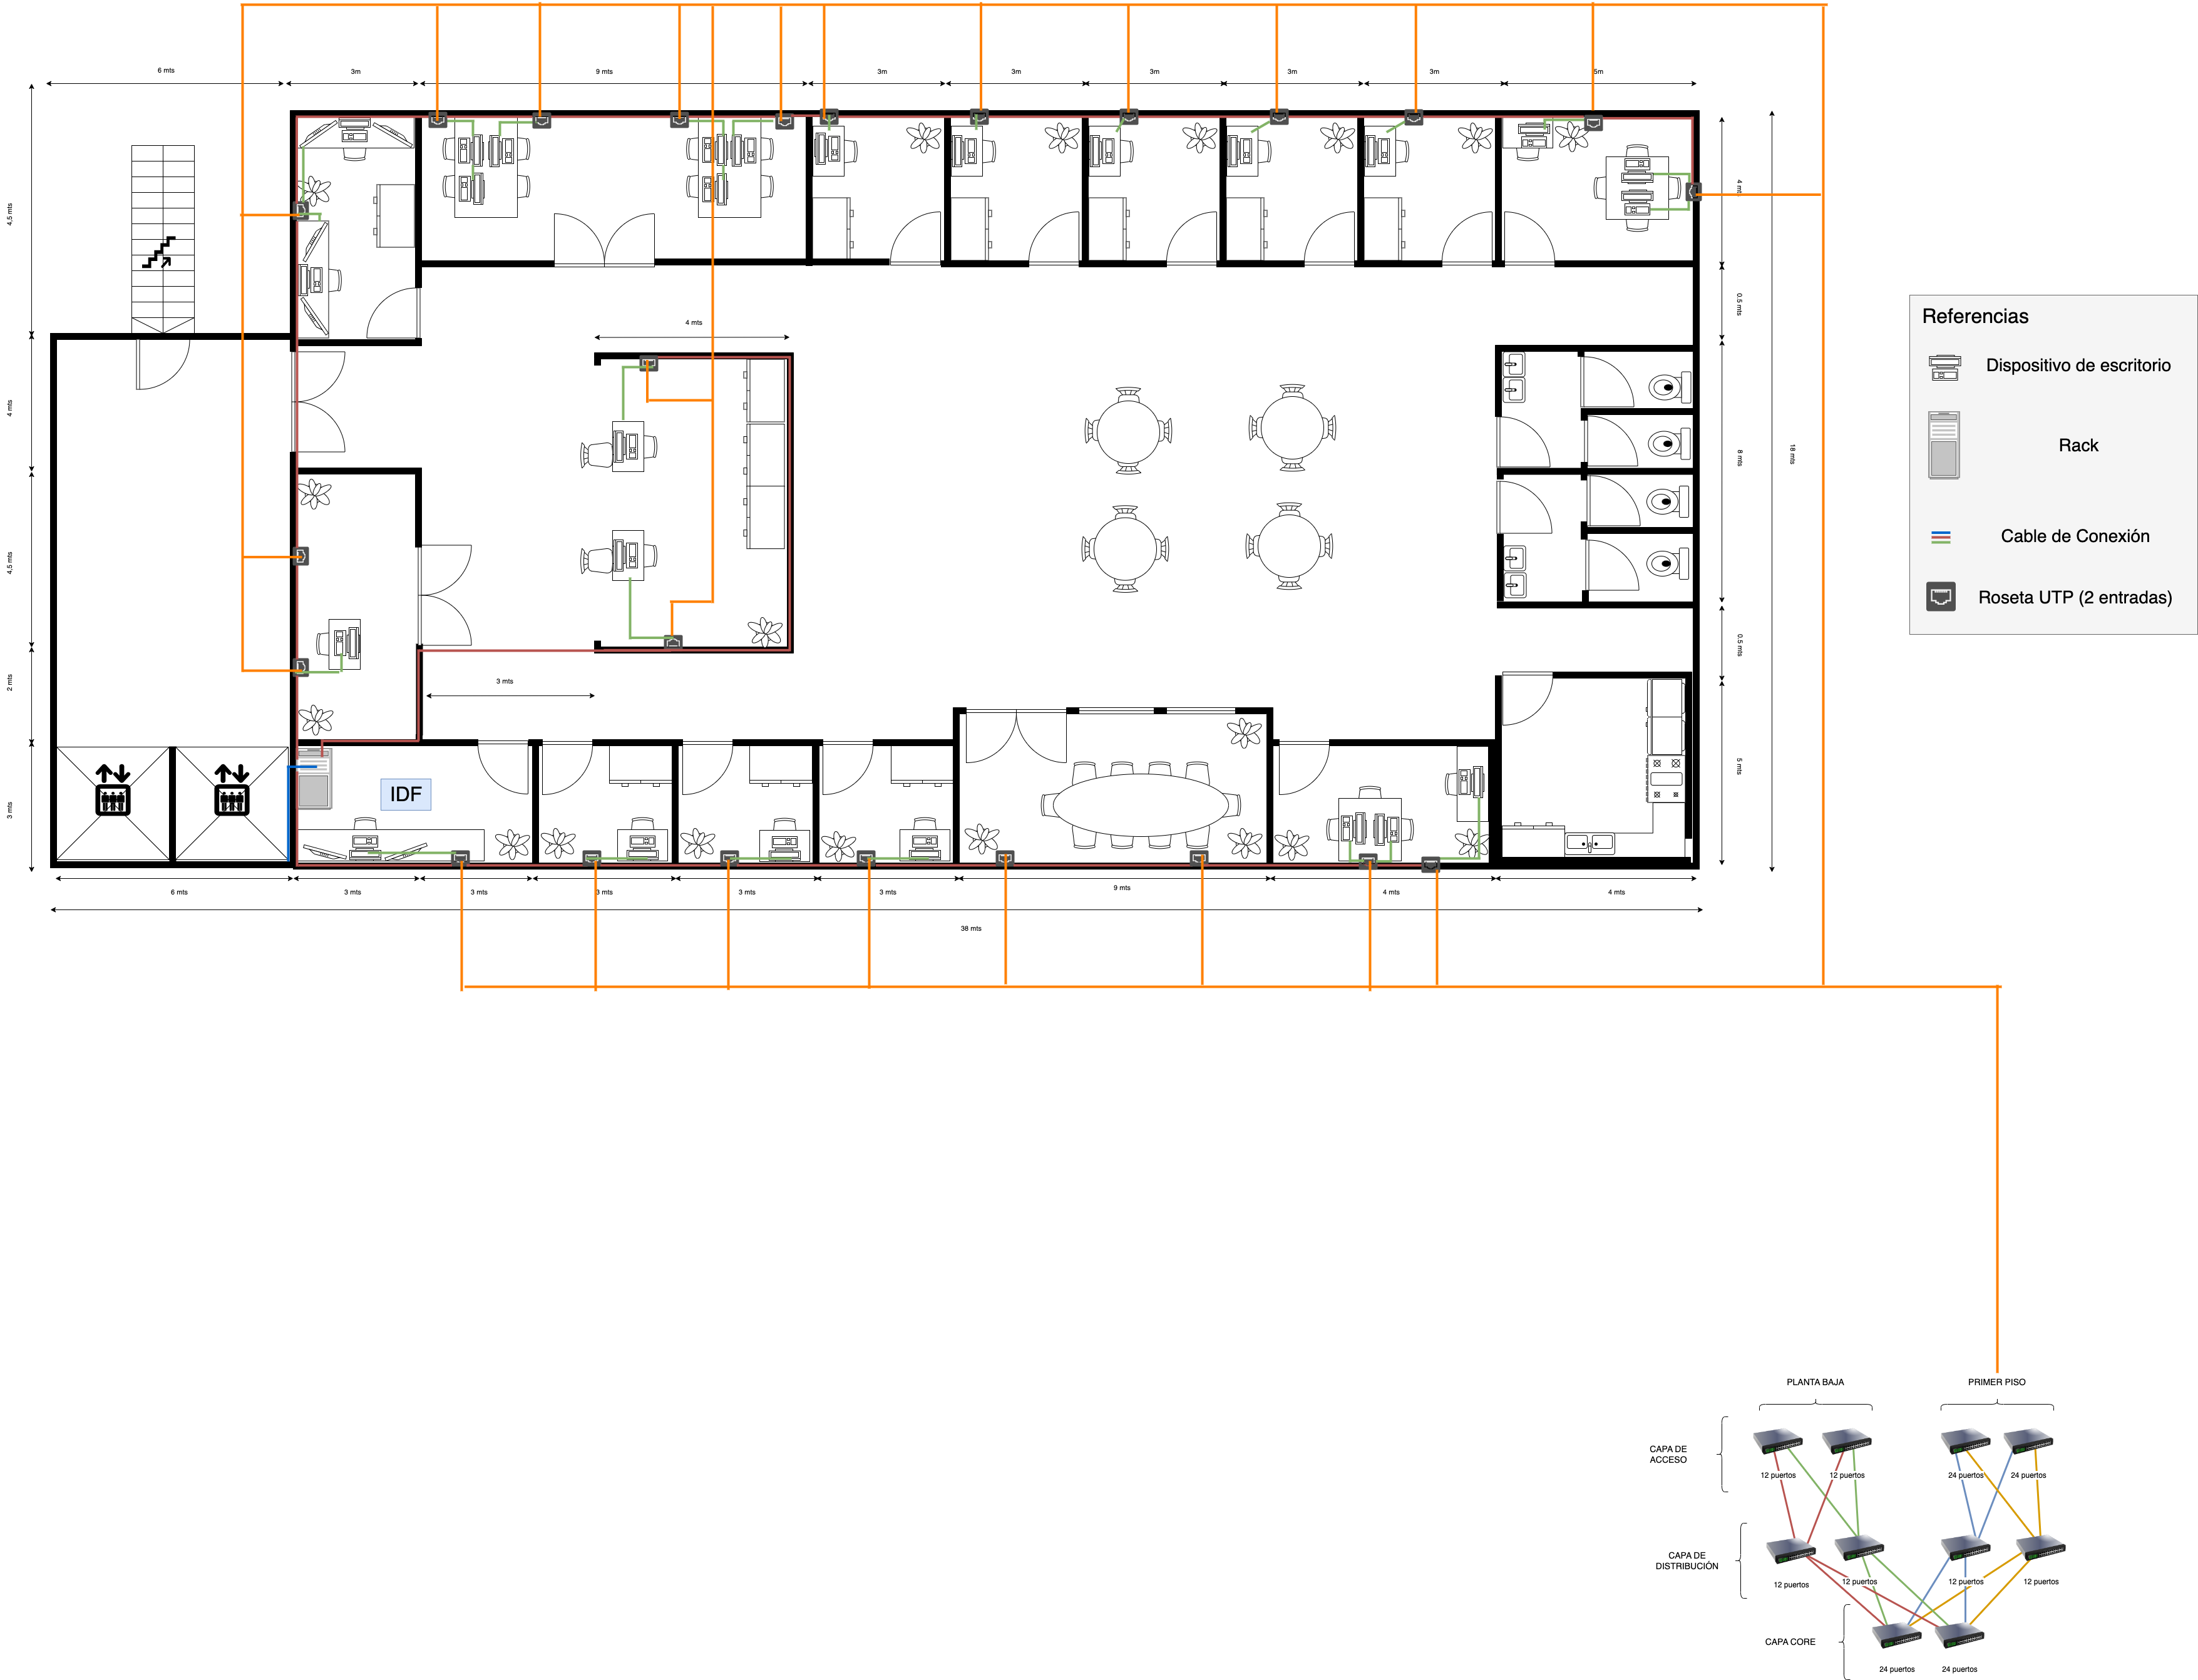 6 mts
3m
9 mts
3m
3m
3m
3m
3m
5m
4,5 mts
4 mts
4,5 mts
2 mts
3 mts
4 mt
0,5 mts
8 mts
0,5 mts
5 mts
18 mts
4 mts
3 mts
IDF
6 mts
3 mts
3 mts
3 mts
3 mts
3 mts
9 mts
4 mts
4 mts
38 mts
Referencias
Dispositivo de escritorio
Rack
Cable de Conexión
Roseta UTP (2 entradas)
PLANTA BAJA
PRIMER PISO
CAPA DE
ACCESO
12 puertos
12 puertos
24 puertos
24 puertos
CAPA DE
DISTRIBUCIÓN
12 puertos
12 puertos
12 puertos
12 puertos
CAPA CORE
24 puertos
24 puertos